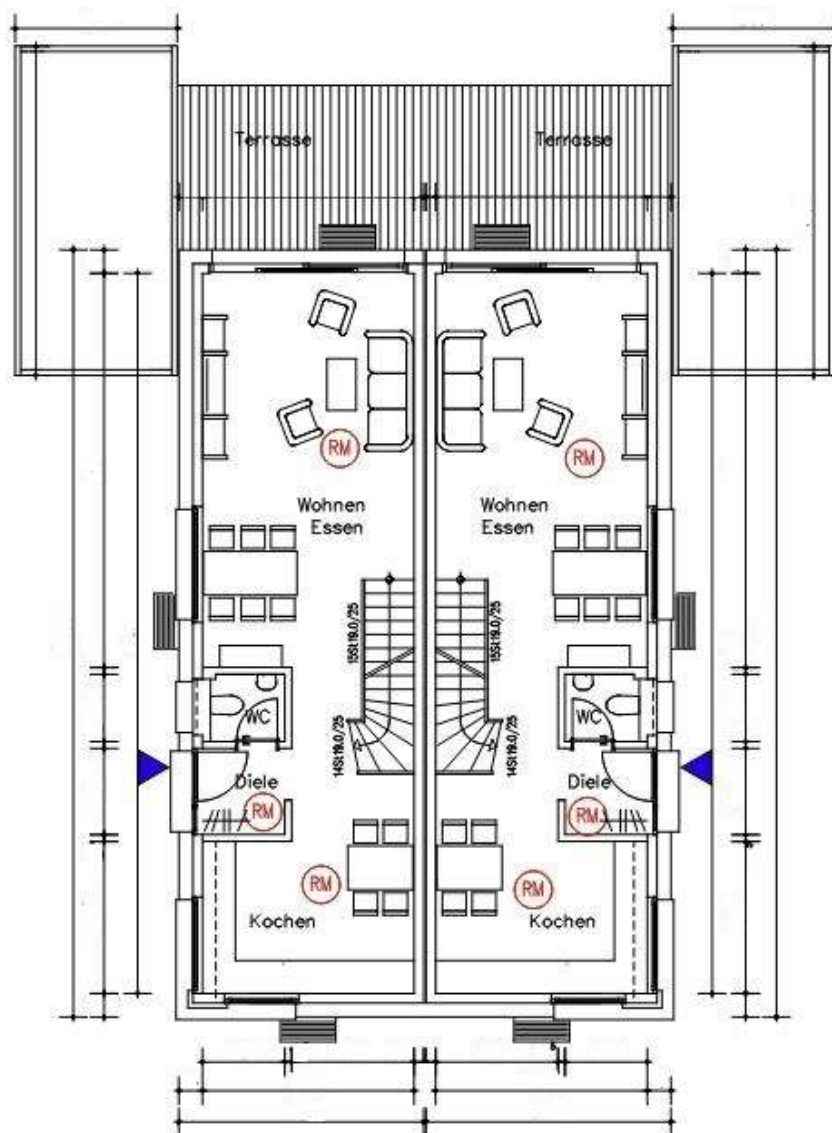 Terrasse
Terrasse
RM
RM
Wohnen
Essen
Wohnen
Essen
15St19.0/25
15St19.0/25
WC
WC
14St19.0/25
14St19.0/25
Diele
Diele
RM
RM
RM
RM
Kochen
Kochen